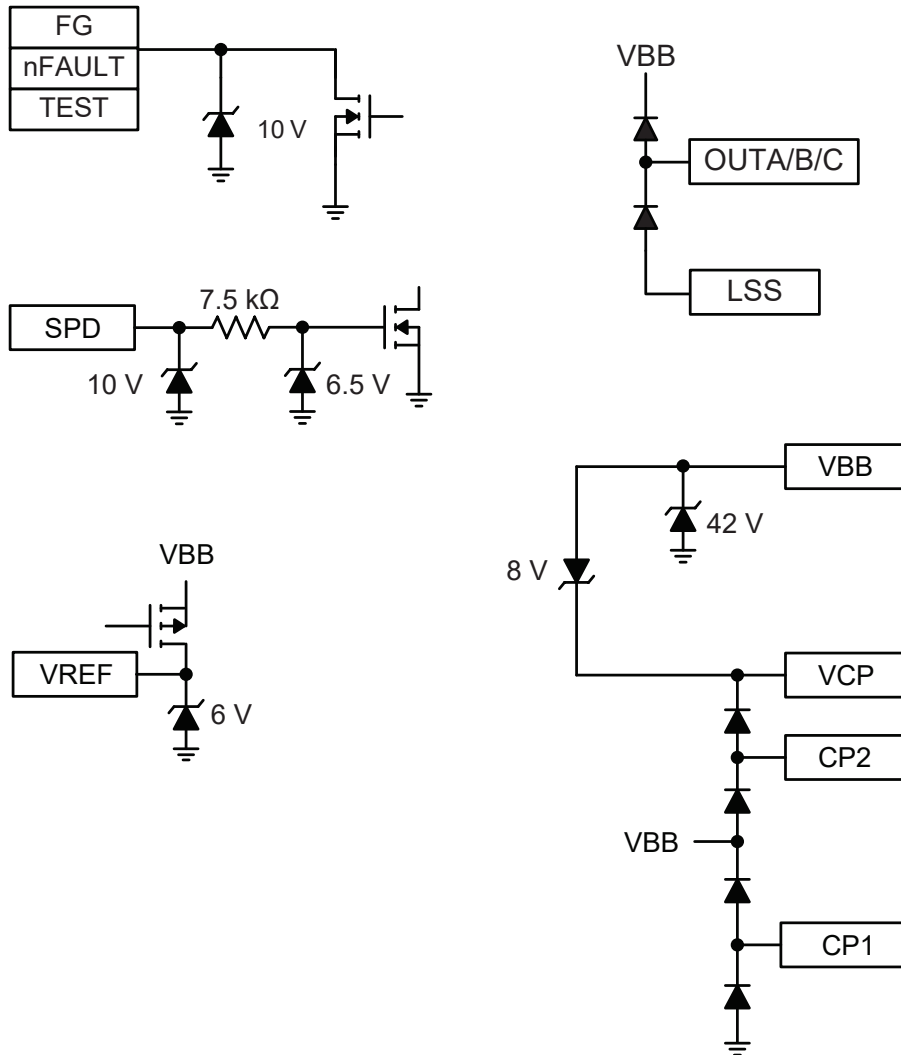 FG
nFAULT
TEST
10 V
VBB
OUTA/B/C
LSS
SPD
7.5 kΩ
10 V
6.5 V
VBB
VREF
6 V
VBB
42 V
8 V
VCP
CP2
VBB
CP1